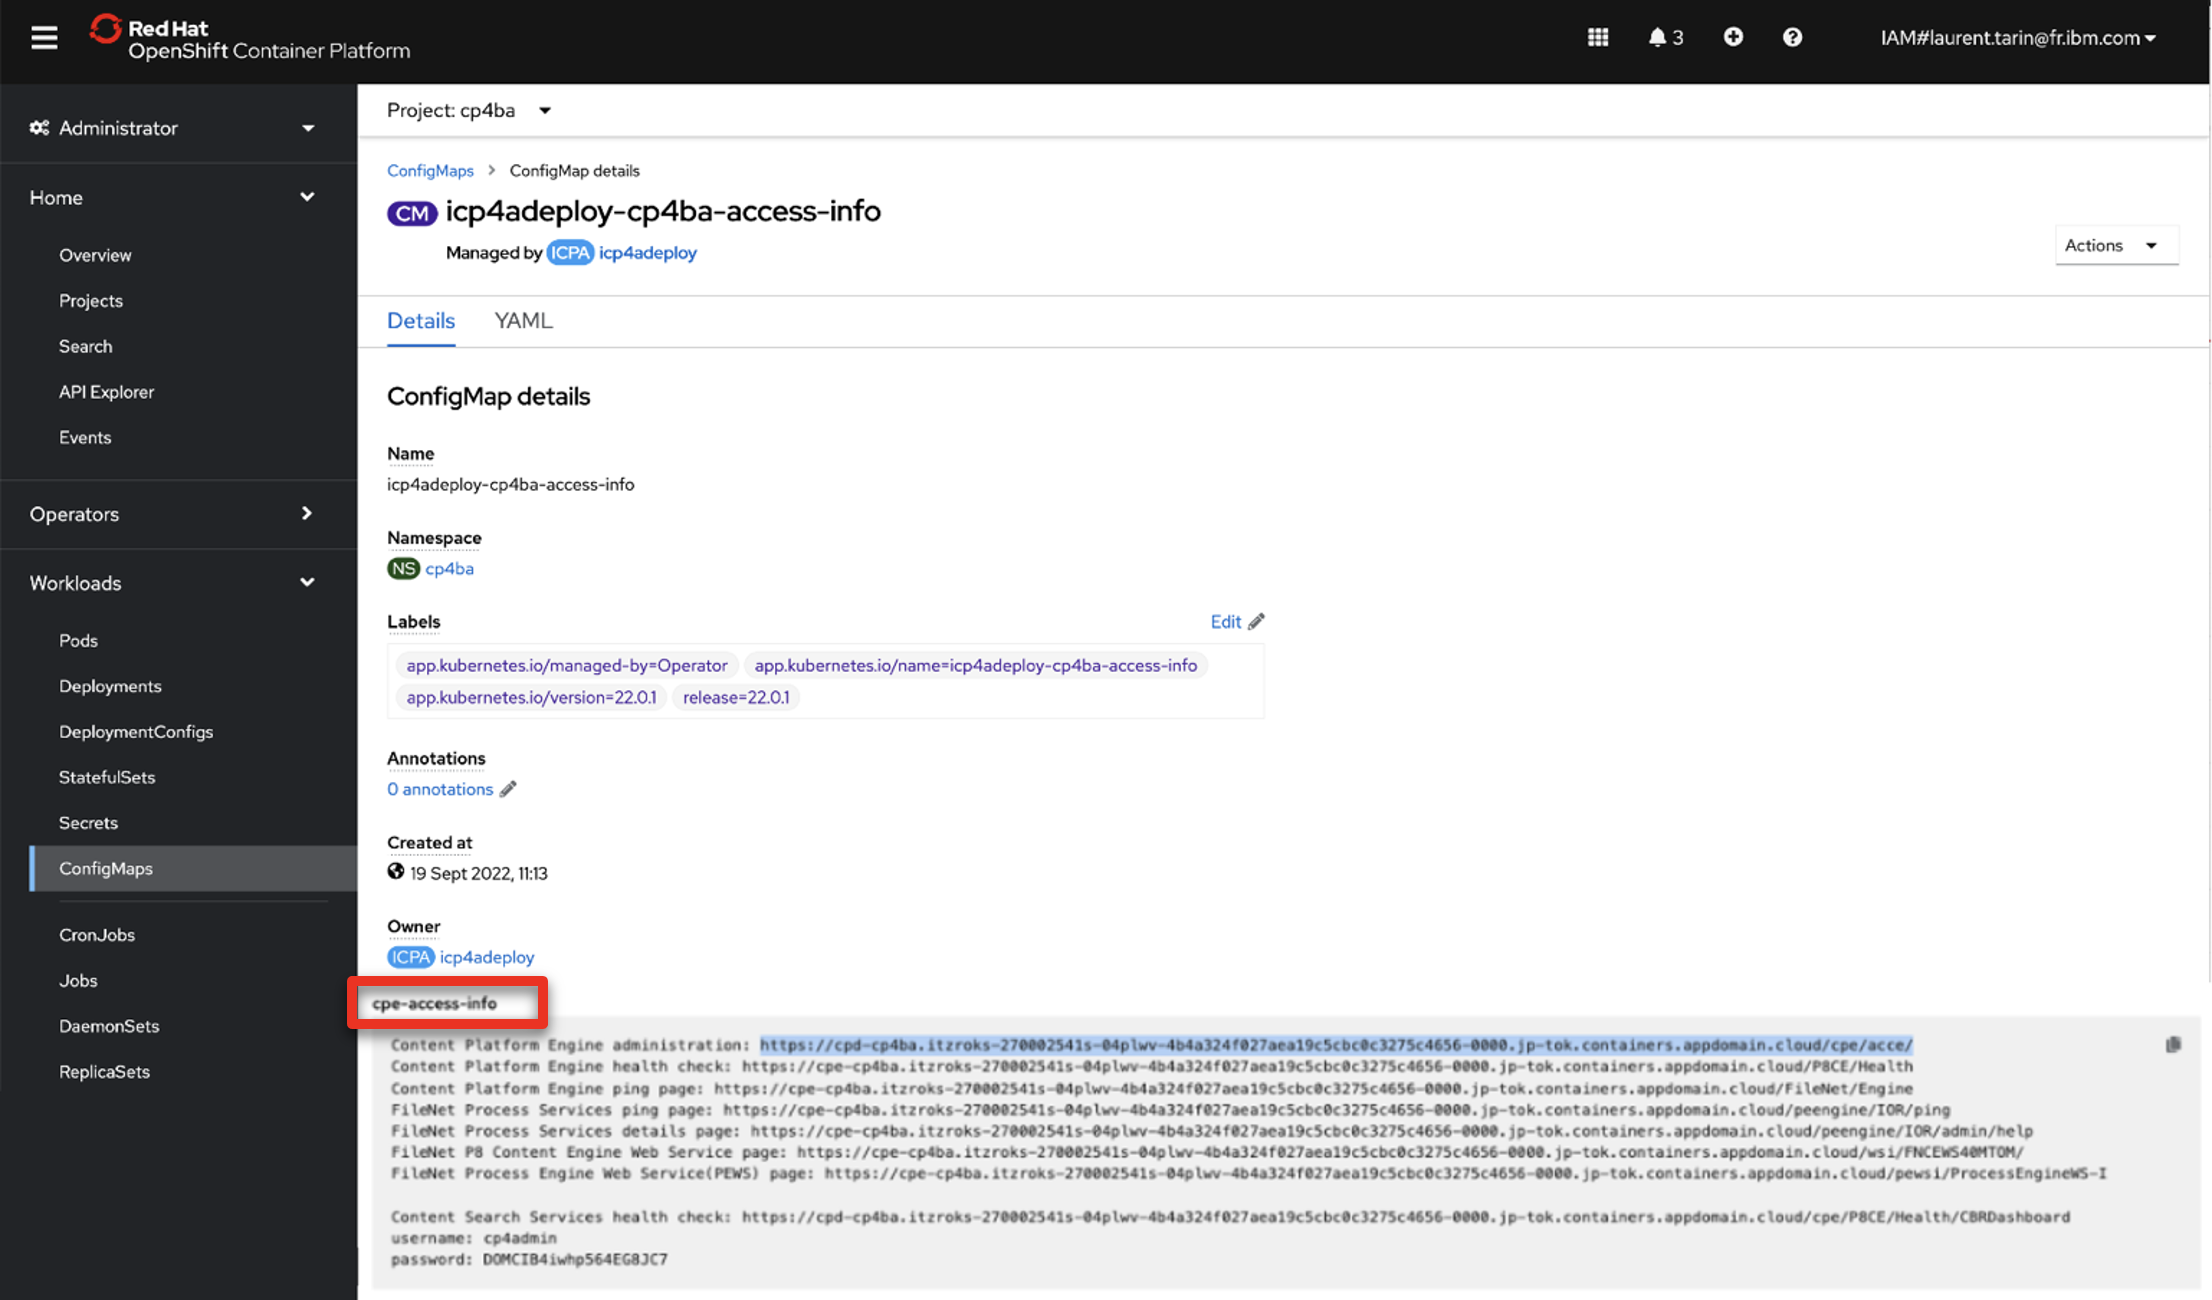 Red Hat
OpenShift Container Platform
3
IAM#laurent.tarin@fr.ibm.com
Administrator
Home
Overview
Projects
Search
API Explorer
Events
Operators
Workloads
Pods
Deployments
DeploymentConfigs
StatefulSets
Secrets
ConfigMaps
CronJobs
Jobs
DaemonSets
ReplicaSets
Project: cp4ba
ConfigMaps > ConfigMap details
CM icp4adeploy-cp4ba-access-info
Managed by ICPA icp4adeploy
Actions
Details YAML
ConfigMap details
Name
icp4adeploy-cp4ba-access-info
Namespace
NS cp4ba
Labels Edit
app.kubernetes.io/managed-by=Operator app.kubernetes.io/name=icp4adeploy-cp4ba-access-info
app.kubernetes.io/version=22.0.1 release=22.0.1
Annotations
0 annotations
Created at
19 Sept 2022, 11:13
Owner
ICPA icp4adeploy
cpe-access-info
Content Platform Engine administration: https://cpd-cp4ba.itzroks-270002541s-04plwv-4b4a324f027aea19c5cbc0c3275c4656-0000.jp-tok.containers.appdomain.cloud/cpe/acce/
Content Platform Engine health check: https://cpe-cp4ba.itzroks-270002541s-04plwv-4b4a324f027aea19c5cbc0c3275c4656-0000.jp-tok.containers.appdomain.cloud/P8CE/Health
Content Platform Engine ping page: https://cpe-cp4ba.itzroks-270002541s-04plwv-4b4a324f027aea19c5cbc0c3275c4656-0000.jp-tok.containers.appdomain.cloud/FileNet/Engine
FileNet Process Services ping page: https://cpe-cp4ba.itzroks-270002541s-04plwv-4b4a324f027aea19c5cbc0c3275c4656-0000.jp-tok.containers.appdomain.cloud/peengine/IOR/ping
FileNet Process Services details page: https://cpe-cp4ba.itzroks-270002541s-04plwv-4b4a324f027aea19c5cbc0c3275c4656-0000.jp-tok.containers.appdomain.cloud/peengine/IOR/admin/help
FileNet P8 Content Engine Web Service page: https://cpe-cp4ba.itzroks-270002541s-04plwv-4b4a324f027aea19c5cbc0c3275c4656-0000.jp-tok.containers.appdomain.cloud/wsi/FNCEWS40MTOM/
FileNet Process Engine Web Service(PEWS) page: https://cpe-cp4ba.itzroks-270002541s-04plwv-4b4a324f027aea19c5cbc0c3275c4656-0000.jp-tok.containers.appdomain.cloud/pewsi/ProcessEngineWS-I
Content Search Services health check: https://cpd-cp4ba.itzroks-270002541s-04plwv-4b4a324f027aea19c5cbc0c3275c4656-0000.jp-tok.containers.appdomain.cloud/cpe/P8CE/Health/CBRDashboard
username: cp4admin
password: DOMCIB4iwhp564EG8JC7